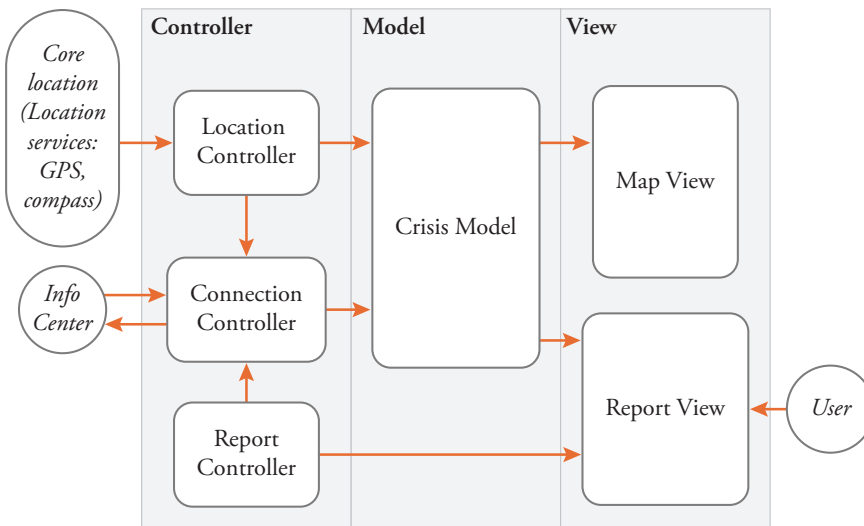 Controller
Model
View
Core
location
(Location
services:
GPS,
compass)
Location
Controller
Crisis Model
Map View
Info
Center
Connection
Controller
Report
Controller
Report View
User